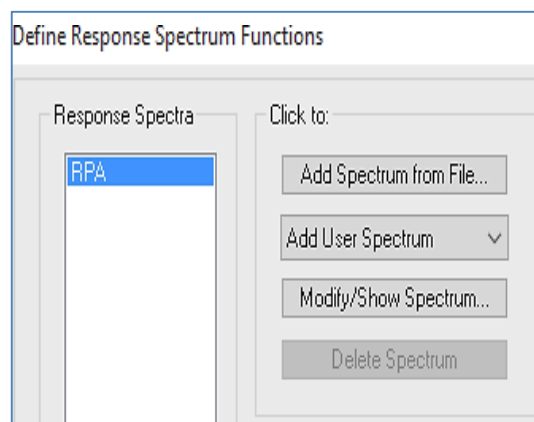 Define Response Spectrum Functions
Response Spectra
RPA
Click to:
Add Spectrum from File...
Add User Spectrum
Modify/Show Spectrum...
Delete Spectrum